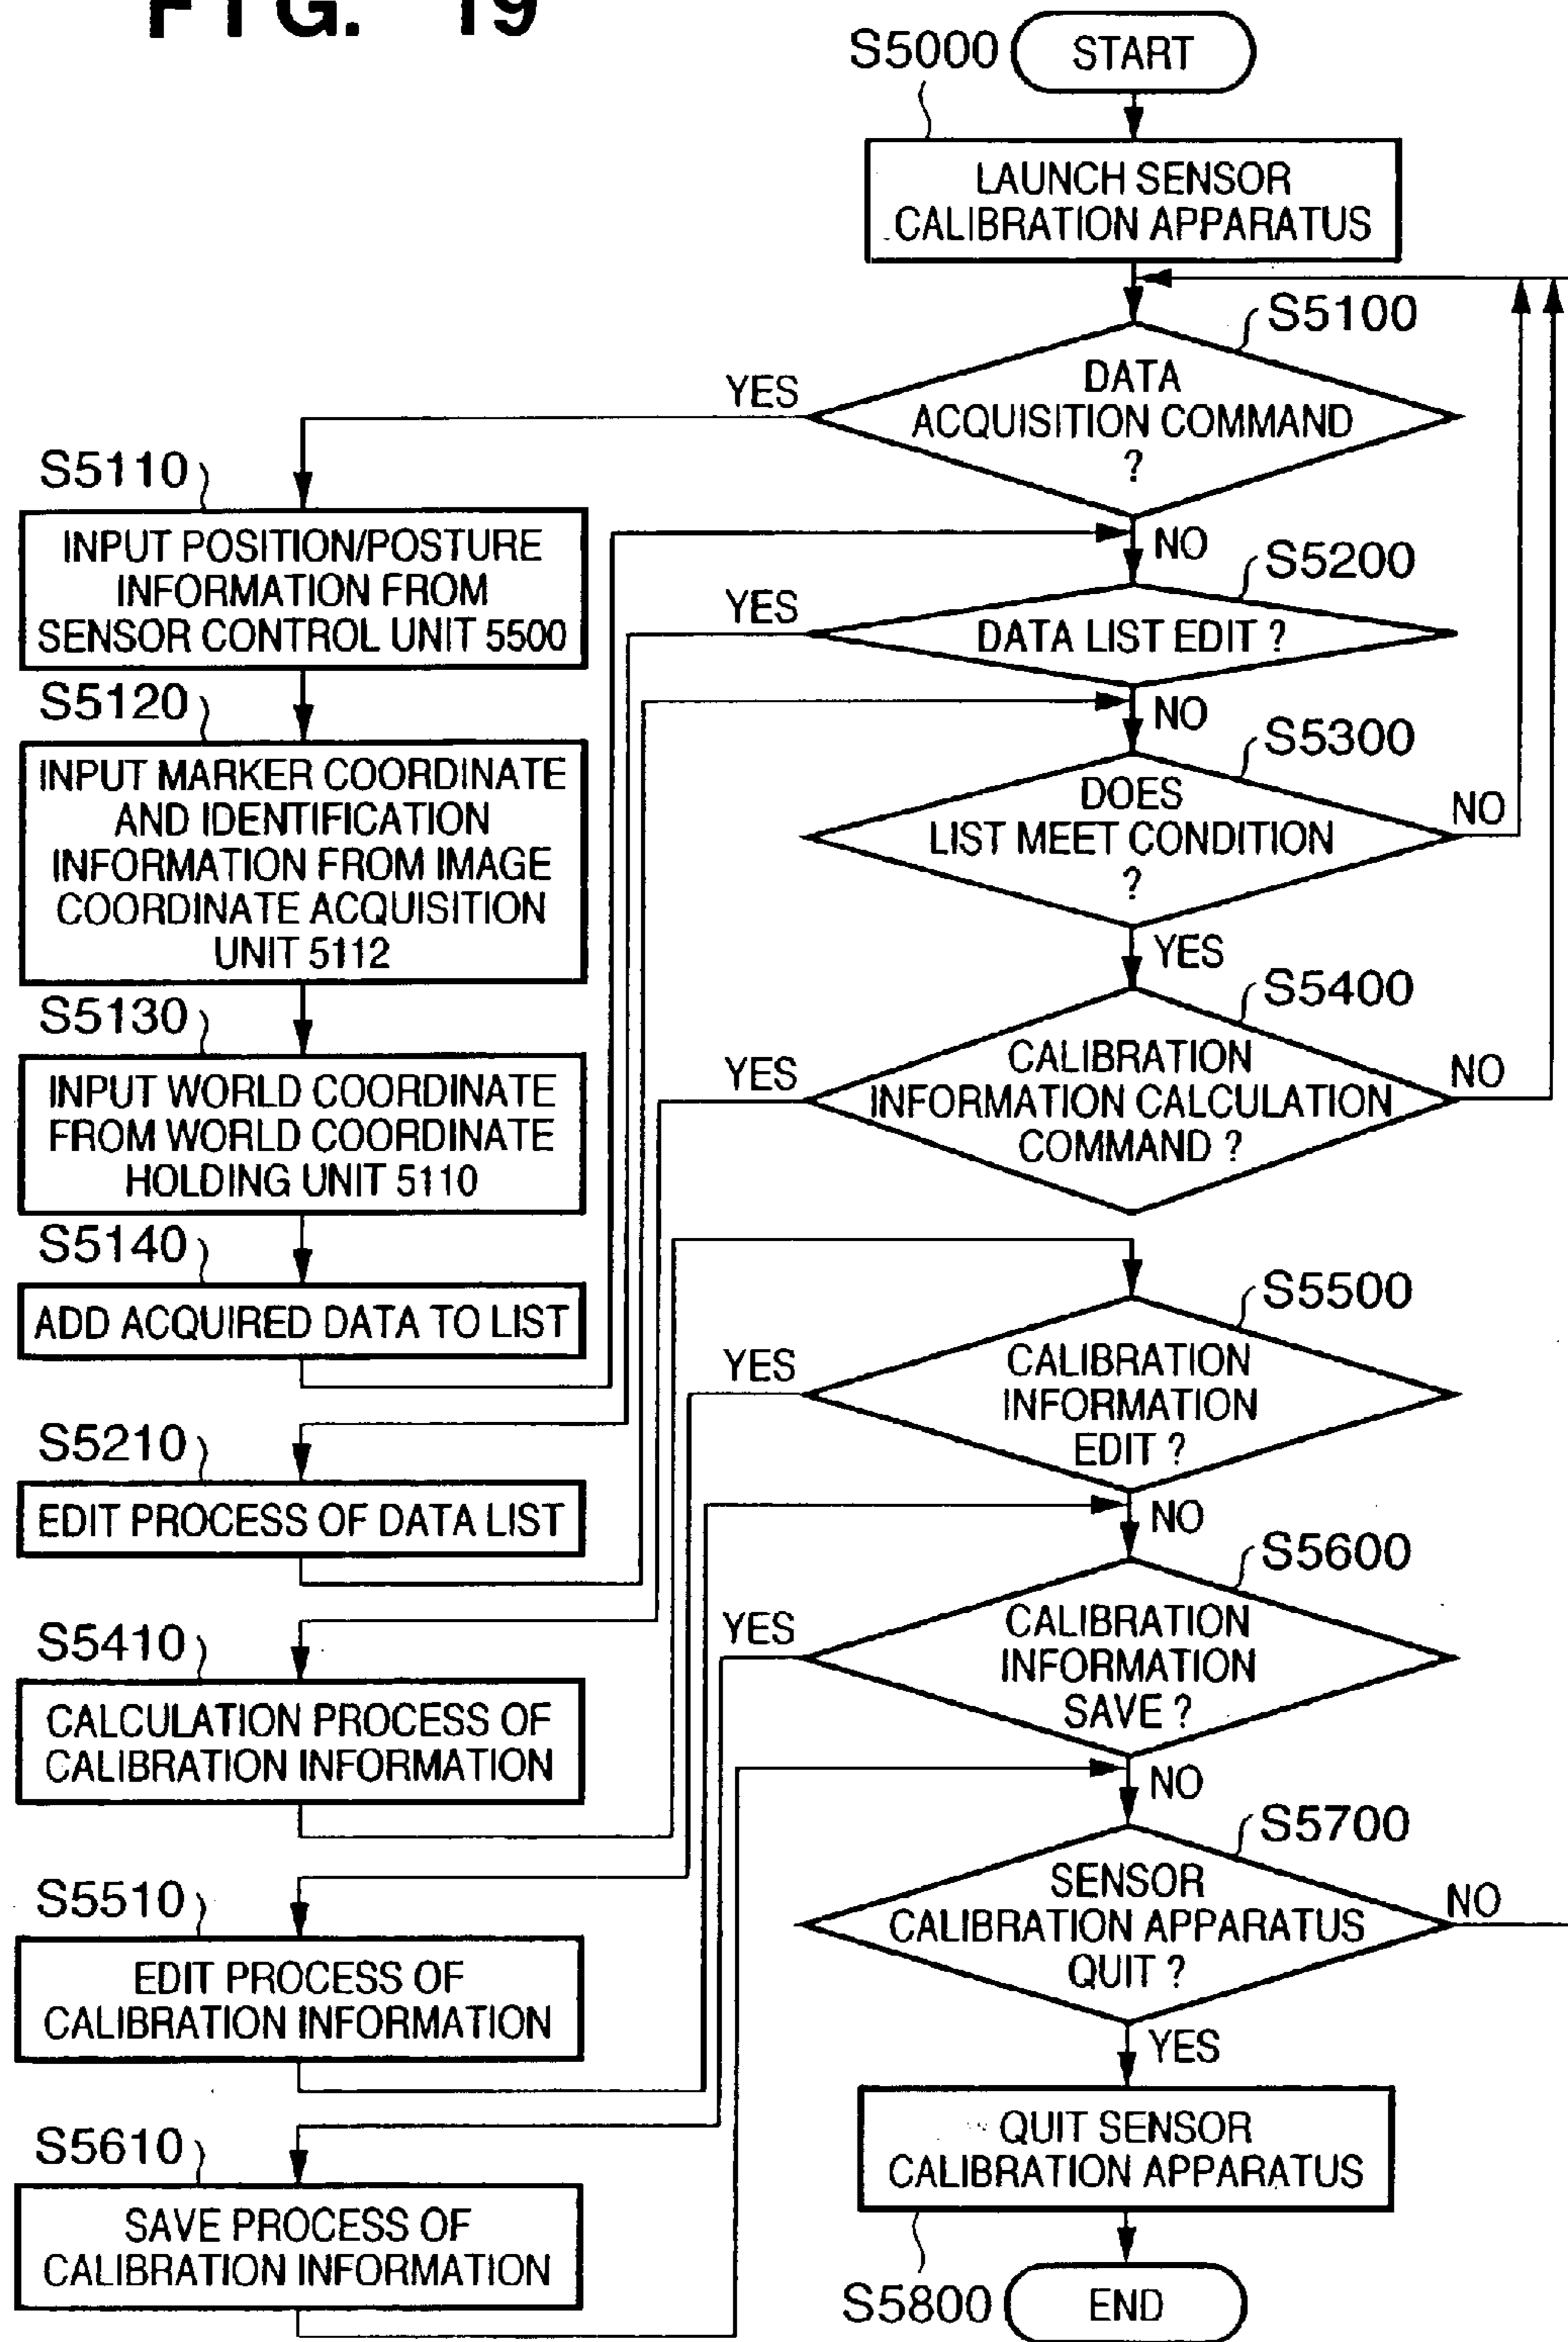 FIG. 19
START
S5000
LAUNCH SENSOR
CALIBRATION APPARATUS
S5100
DATA
ACQUISITION COMMAND
?
YES
NO
S5110
INPUT POSITION/POSTURE
INFORMATION FROM
SENSOR CONTROL UNIT 5500
S5120
INPUT MARKER COORDINATE
AND IDENTIFICATION
INFORMATION FROM IMAGE
COORDINATE ACQUISITION
UNIT 5112
S5130
INPUT WORLD COORDINATE
FROM WORLD COORDINATE
HOLDING UNIT 5110
S5140
ADD ACQUIRED DATA TO LIST
S5200
DATA LIST EDIT ?
YES
NO
S5210
EDIT PROCESS OF DATA LIST
S5300
DOES
LIST MEET CONDITION
?
NO
YES
S5400
CALIBRATION
INFORMATION CALCULATION
COMMAND ?
YES
NO
S5410
CALCULATION PROCESS OF
CALIBRATION INFORMATION
S5500
CALIBRATION
INFORMATION
EDIT ?
YES
NO
S5510
EDIT PROCESS OF
CALIBRATION INFORMATION
S5600
CALIBRATION
INFORMATION
SAVE ?
YES
NO
S5610
SAVE PROCESS OF
CALIBRATION INFORMATION
S5700
SENSOR
CALIBRATION APPARATUS
QUIT ?
NO
YES
QUIT SENSOR
CALIBRATION APPARATUS
S5800
END